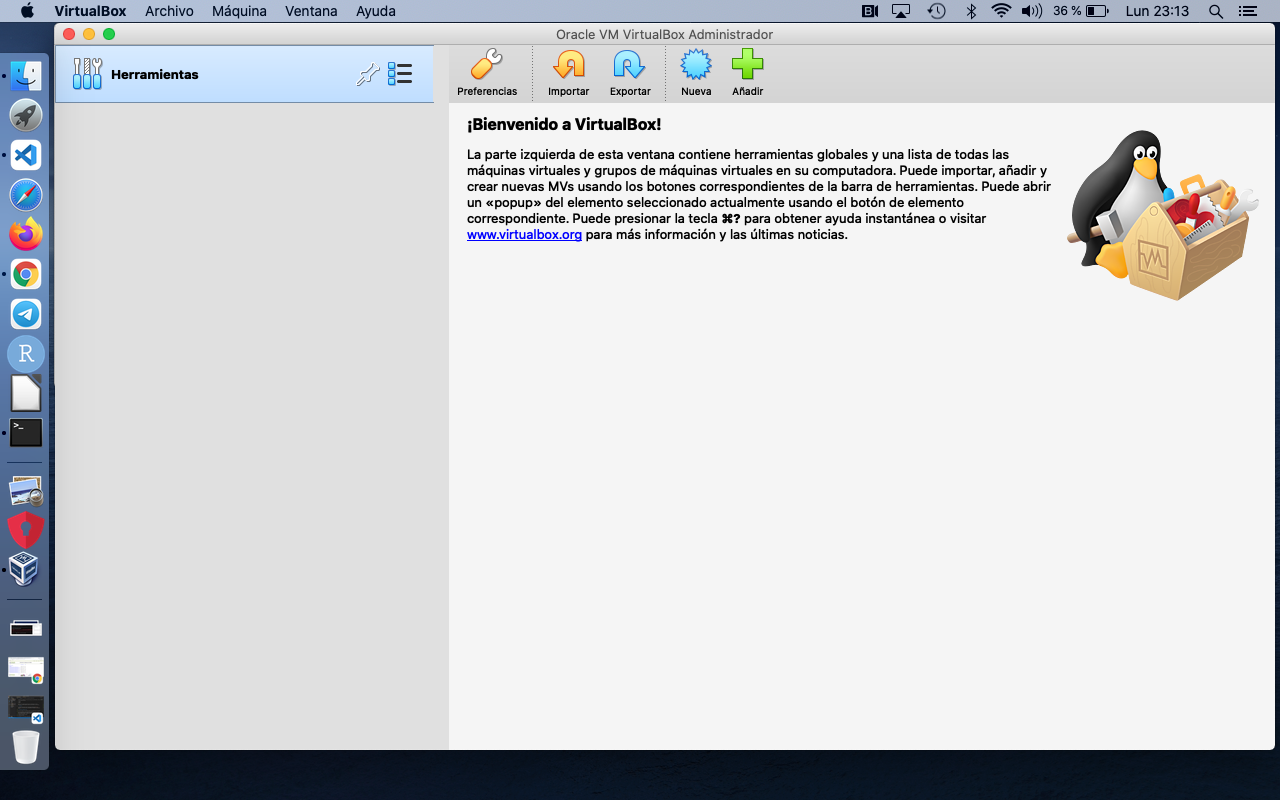 VirtualBox Archivo Máquina Ventana Ayuda 36 % Lun 23:13
Oracle VM VirtualBox Administrador
Herramientas
Preferencias Importar Exportar Nueva Añadir
¡Bienvenido a VirtualBox!
La parte izquierda de esta ventana contiene herramientas globales y una lista de todas las
máquinas virtuales y grupos de máquinas virtuales en su computadora. Puede importar, añadir y
crear nuevas MVs usando los botones correspondientes de la barra de herramientas. Puede abrir
un «popup» del elemento seleccionado actualmente usando el botón de elemento
correspondiente. Puede presionar la tecla ⌘? para obtener ayuda instantánea o visitar
www.virtualbox.org para más información y las últimas noticias.
R
>_